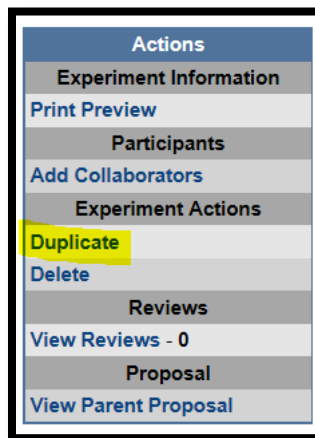 Actions
Experiment Information
Print Preview
Participants
Add Collaborators
Experiment Actions
Duplicate
Delete
Reviews
View Reviews - 0
Proposal
View Parent Proposal